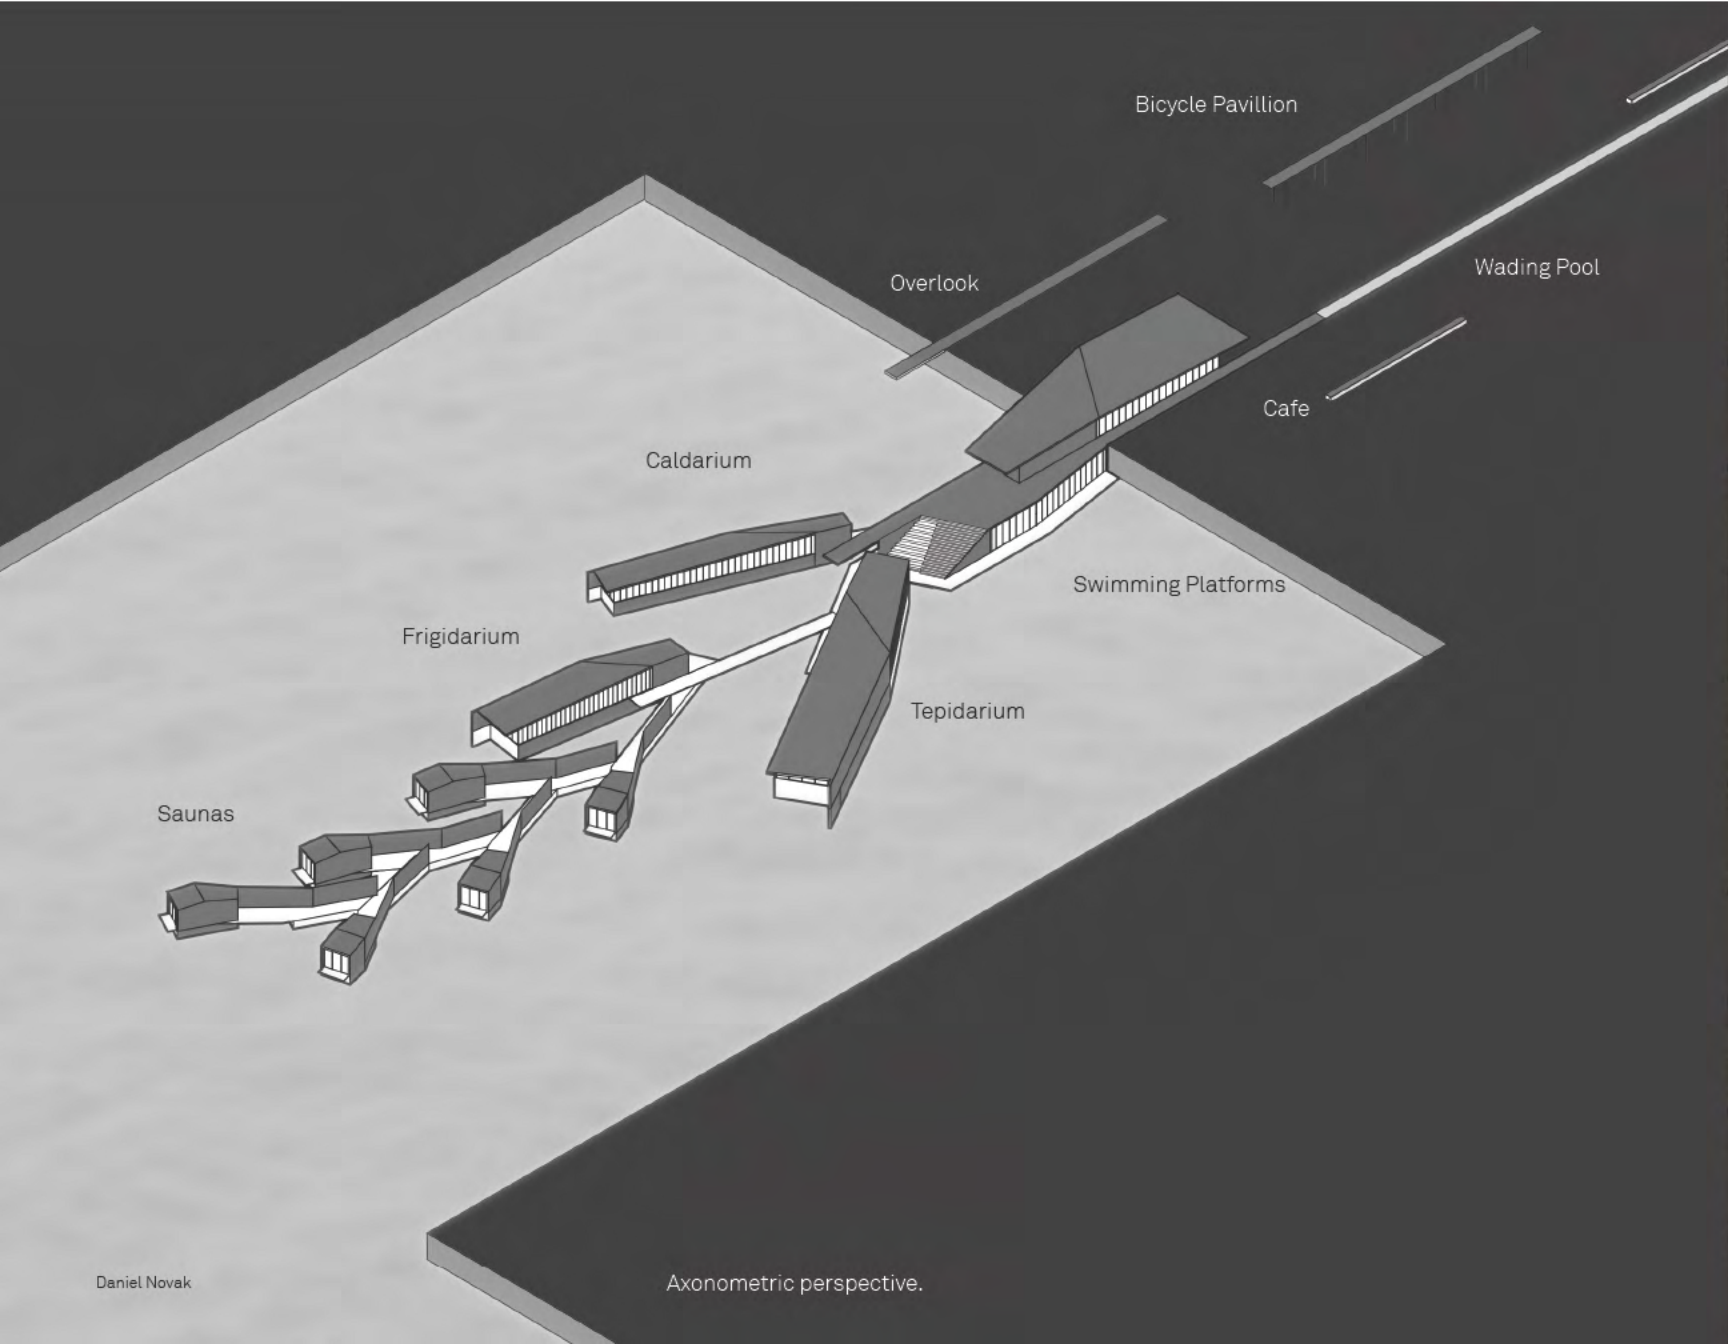 Bicycle Pavillion
Overlook
Wading Pool
Cafe
Caldarium
Swimming Platforms
Frigidarium
Tepidarium
Saunas
Daniel Novak
Axonometric perspective.